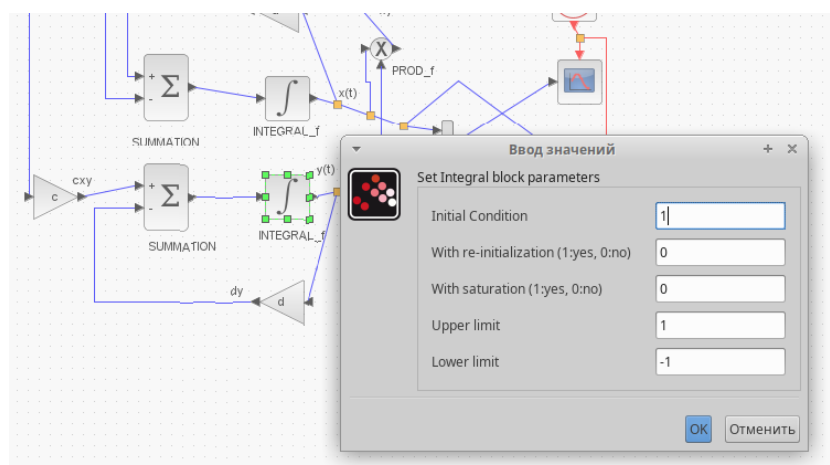 PROD_f
x(t)
INTEGRAL_f
SUMMATION
Ввод значений
Set Integral block parameters
Initial Condition
1
With re-initialization (1:yes, 0:no)
0
With saturation (1:yes, 0:no)
0
Upper limit
1
Lower limit
-1
OK
Отменить
cxy
c
y(t)
INTEGRAL_f
SUMMATION
dy
d
+
-
Σ
∫
+
-
Σ
∫
X